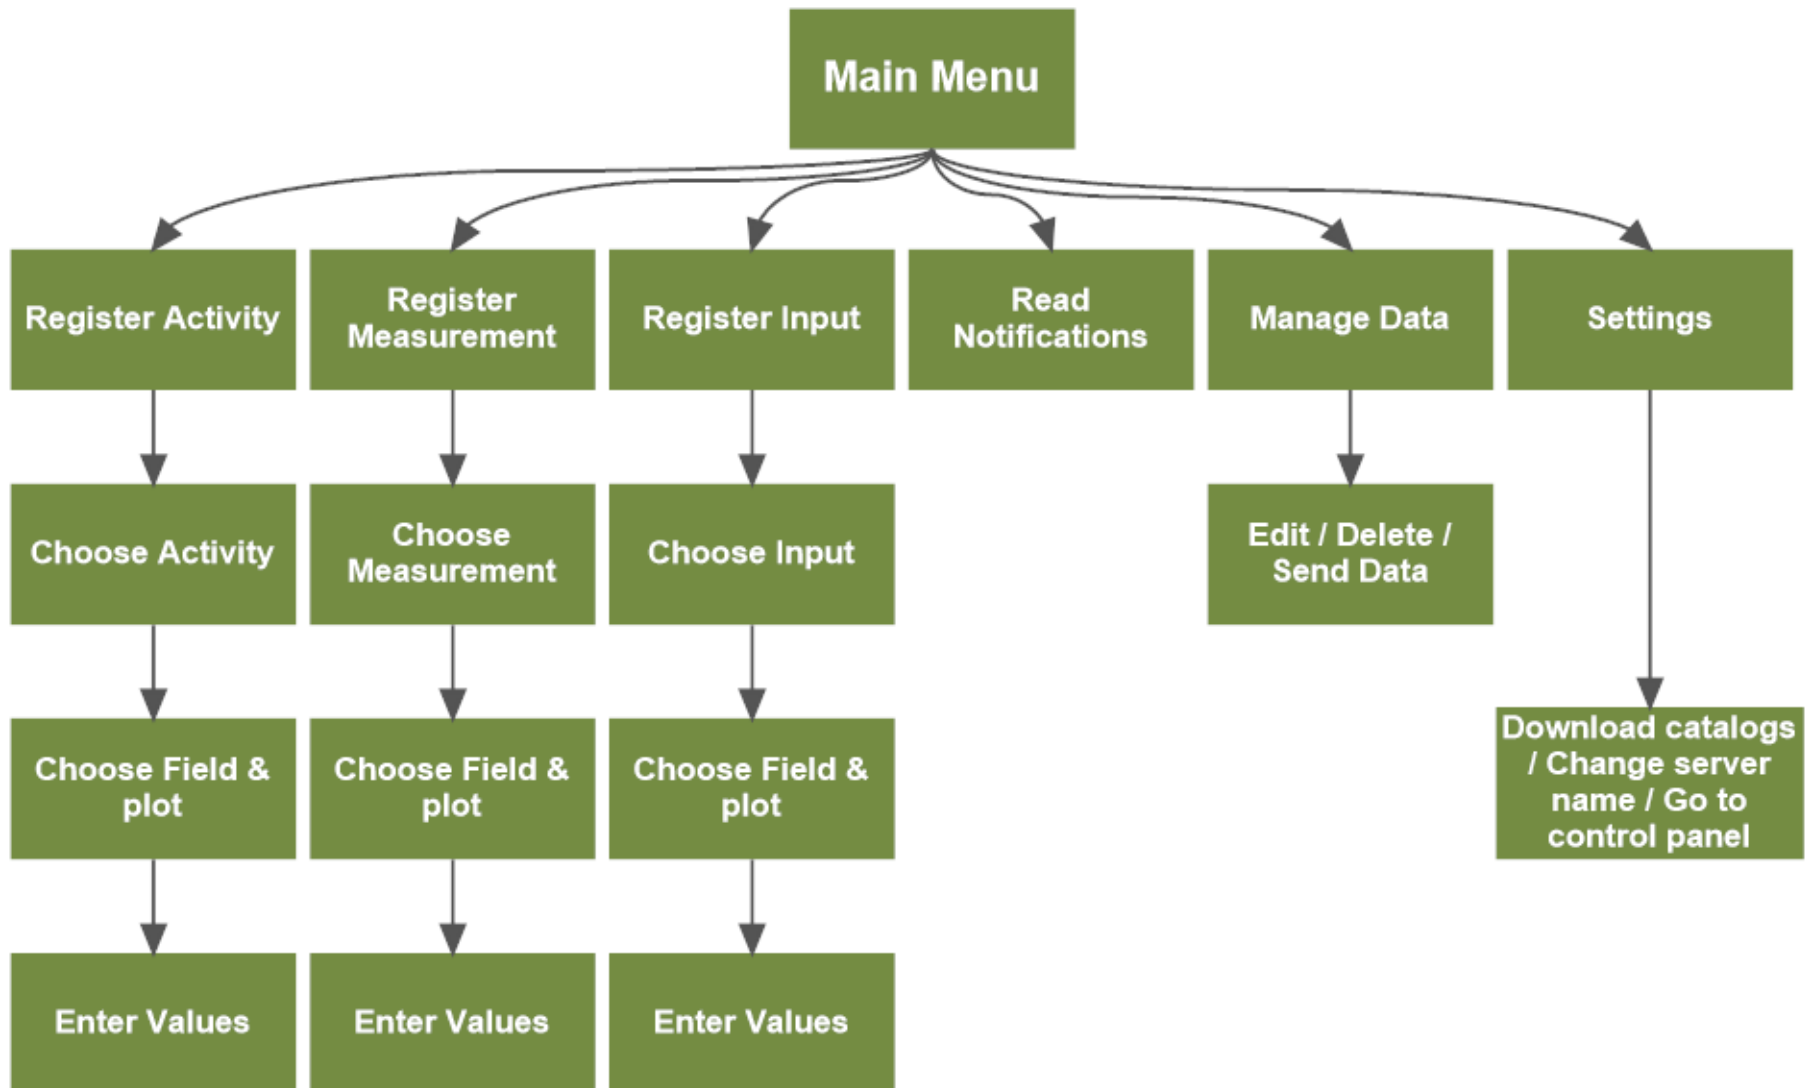 Main Menu
Register Activity
Register
Measurement
Register Input
Read
Notifications
Manage Data
Settings
Choose Activity
Choose
Measurement
Choose Input
Edit / Delete /
Send Data
Choose Field &
plot
Choose Field &
plot
Choose Field &
plot
Download catalogs
/ Change server
name / Go to
control panel
Enter Values
Enter Values
Enter Values